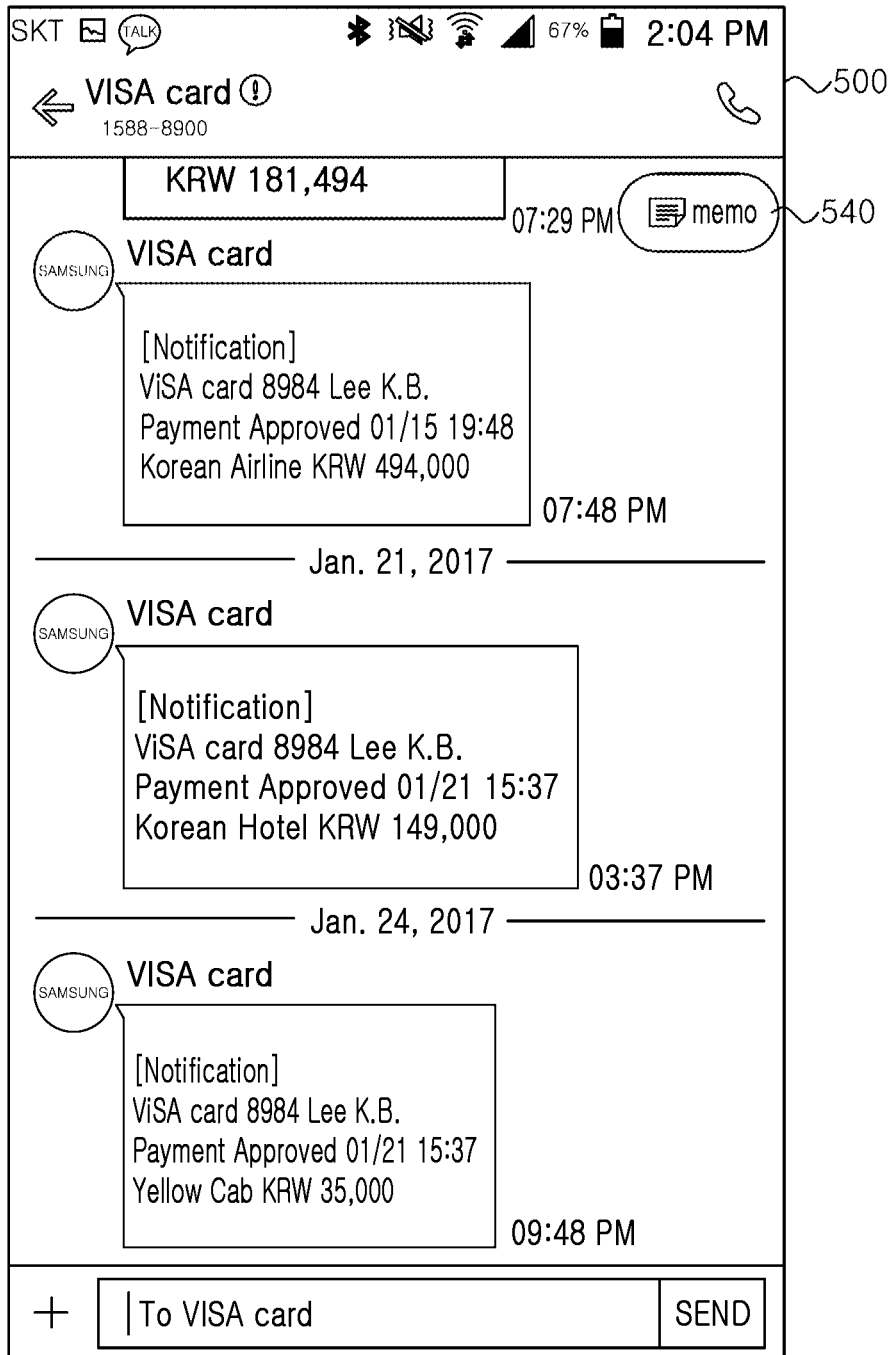 SKT TALK 67% 2:04 PM
VISA card
1588-8900
500
KRW 181,494
07:29 PM
memo
540
SAMSUNG
VISA card
[Notification]
ViSA card 8984 Lee K.B.
Payment Approved 01/15 19:48
Korean Airline KRW 494,000
07:48 PM
Jan. 21, 2017
SAMSUNG
VISA card
[Notification]
ViSA card 8984 Lee K.B.
Payment Approved 01/21 15:37
Korean Hotel KRW 149,000
03:37 PM
Jan. 24, 2017
SAMSUNG
VISA card
[Notification]
ViSA card 8984 Lee K.B.
Payment Approved 01/21 15:37
Yellow Cab KRW 35,000
09:48 PM
+ To VISA card SEND